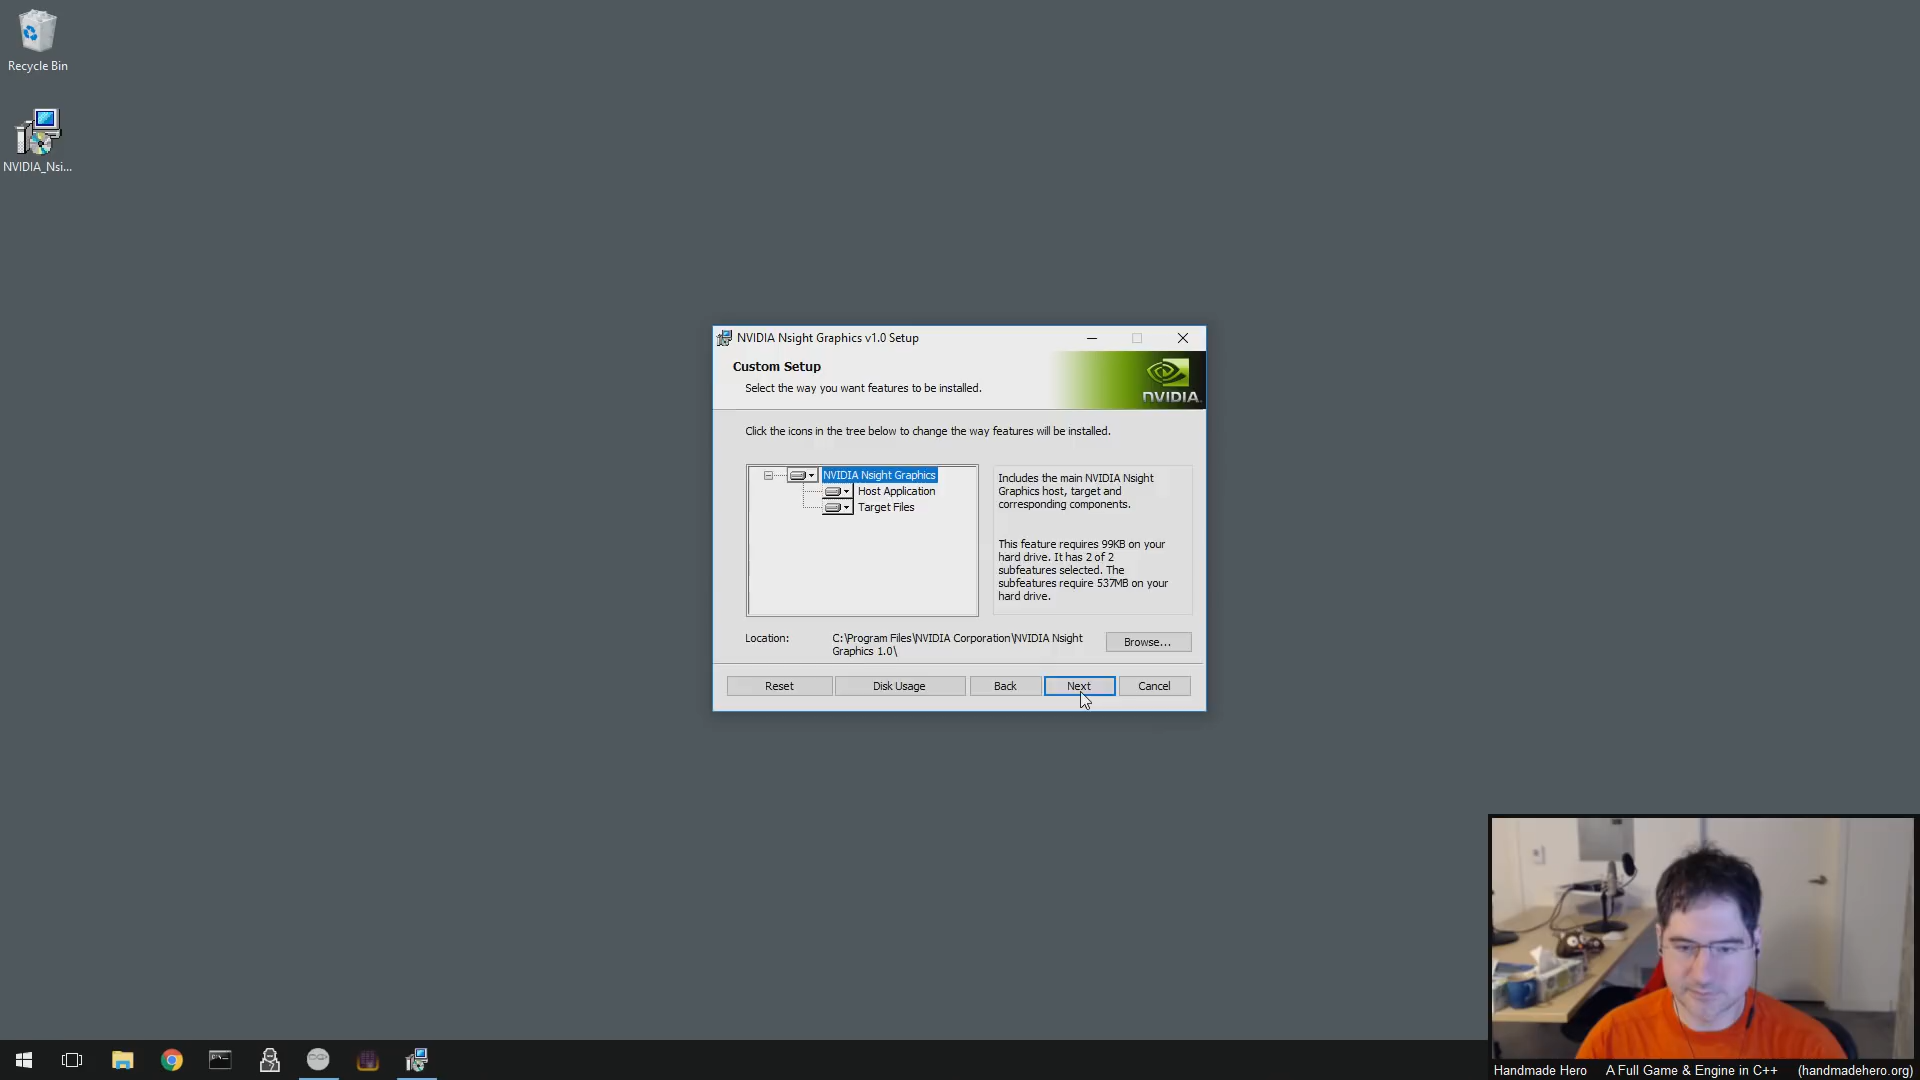 Recycle Bin
NVIDIA_Nsi...
NVIDIA Nsight Graphics v1.0 Setup
Custom Setup
Select the way you want features to be installed.
NVIDIA.
Click the icons in the tree below to change the way features will be installed.
NVIDIA Nsight Graphics
Host Application
Target Files
Includes the main NVIDIA Nsight
Graphics host, target and
corresponding components.
This feature requires 99KB on your
hard drive. It has 2 of 2
subfeatures selected. The
subfeatures require 537MB on your
hard drive.
Location:
C:\Program Files\NVIDIA Corporation\NVIDIA Nsight
Graphics 1.0\
Browse...
Reset
Disk Usage
Back
Next
Cancel
Handmade Hero A Full Game & Engine in C++ (handmadehero.org)